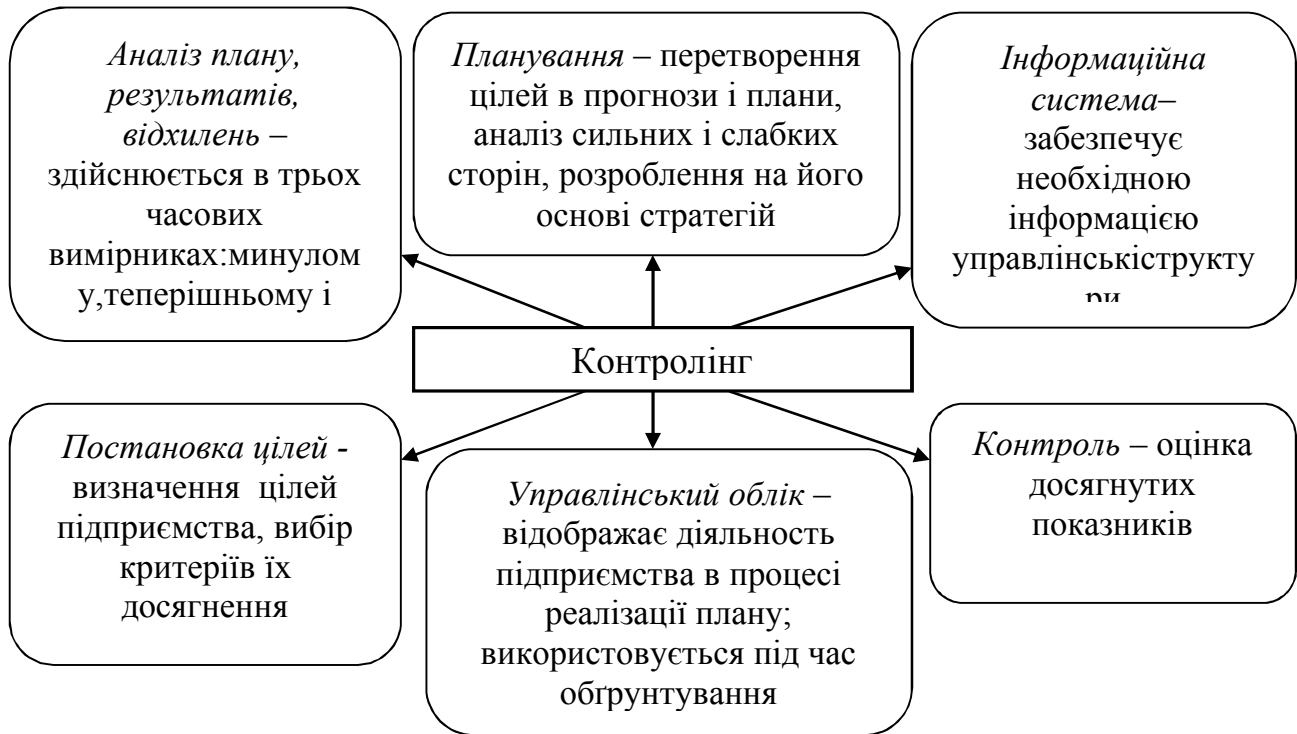 Аналіз плану,
результатів,
відхилень –
здійснюється в трьох
часових
вимірниках:минулом
у,теперішньому і
Планування – перетворення
цілей в прогнози і плани,
аналіз сильних і слабких
сторін, розроблення на його
основі стратегій
Інформаційна
система–
забезпечує
необхідною
інформацією
управлінськіструкту
ри
Контролінг
Постановка цілей -
визначення цілей
підприємства, вибір
критеріїв їх
досягнення
Управлінський облік –
відображає діяльность
підприємства в процесі
реалізації плану;
використовується під час
обґрунтування
Контроль – оцінка
досягнутих
показників